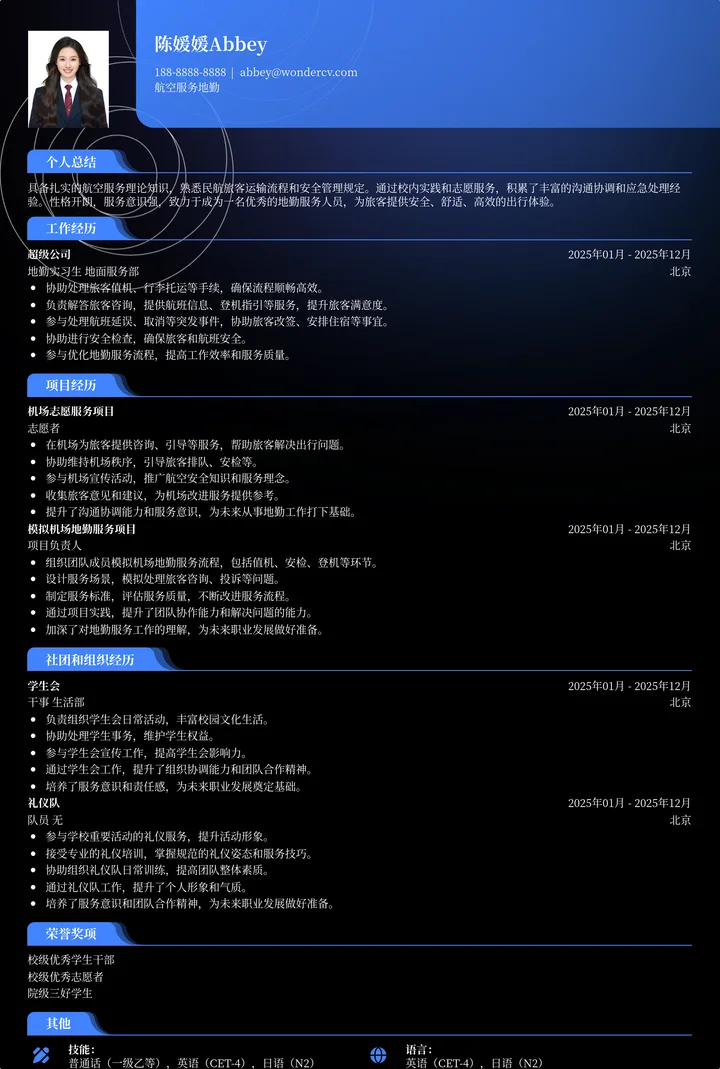 陈媛媛Abbey
188-8888-8888 | abbey@wondercv.com
航空服务地勤
个人总结
具备扎实的航空服务理论知识，熟悉民航旅客运输流程和安全管理规定。通过校内实践和志愿服务，积累了丰富的沟通协调和应急处理经
验。性格开朗，服务意识强，致力于成为一名优秀的地勤服务人员，为旅客提供安全、舒适、高效的出行体验。
工作经历
超级公司 2025年01月 - 2025年12月
地勤实习生 地面服务部 北京
● 协助处理旅客值机、行李托运等手续，确保流程顺畅高效。
● 负责解答旅客咨询，提供航班信息、登机指引等服务，提升旅客满意度。
● 参与处理航班延误、取消等突发事件，协助旅客改签、安排住宿等事宜。
● 协助进行安全检查，确保旅客和航班安全。
● 参与优化地勤服务流程，提高工作效率和服务质量。
项目经历
机场志愿服务项目 2025年01月 - 2025年12月
志愿者 北京
● 在机场为旅客提供咨询、引导等服务，帮助旅客解决出行问题。
● 协助维持机场秩序，引导旅客排队、安检等。
● 参与机场宣传活动，推广航空安全知识和服务理念。
● 收集旅客意见和建议，为机场改进服务提供参考。
● 提升了沟通协调能力和服务意识，为未来从事地勤工作打下基础。
模拟机场地勤服务项目 2025年01月 - 2025年12月
项目负责人 北京
● 组织团队成员模拟机场地勤服务流程，包括值机、安检、登机等环节。
● 设计服务场景，模拟处理旅客咨询、投诉等问题。
● 制定服务标准，评估服务质量，不断改进服务流程。
● 通过项目实践，提升了团队协作能力和解决问题的能力。
● 加深了对地勤服务工作的理解，为未来职业发展做好准备。
社团和组织经历
学生会 2025年01月 - 2025年12月
干事 生活部 北京
● 负责组织学生会日常活动，丰富校园文化生活。
● 协助处理学生事务，维护学生权益。
● 参与学生会宣传工作，提高学生会影响力。
● 通过学生会工作，提升了组织协调能力和团队合作精神。
● 培养了服务意识和责任感，为未来职业发展奠定基础。
礼仪队 2025年01月 - 2025年12月
队员 无 北京
● 参与学校重要活动的礼仪服务，提升活动形象。
● 接受专业的礼仪培训，掌握规范的礼仪姿态和服务技巧。
● 协助组织礼仪队日常训练，提高团队整体素质。
● 通过礼仪队工作，提升了个人形象和气质。
● 培养了服务意识和团队合作精神，为未来职业发展做好准备。
荣誉奖项
校级优秀学生干部
校级优秀志愿者
院级三好学生
其他
技能： 语言：
普通话（一级乙等），英语（CET-4），日语（N2） 英语（CET-4），日语（N2）